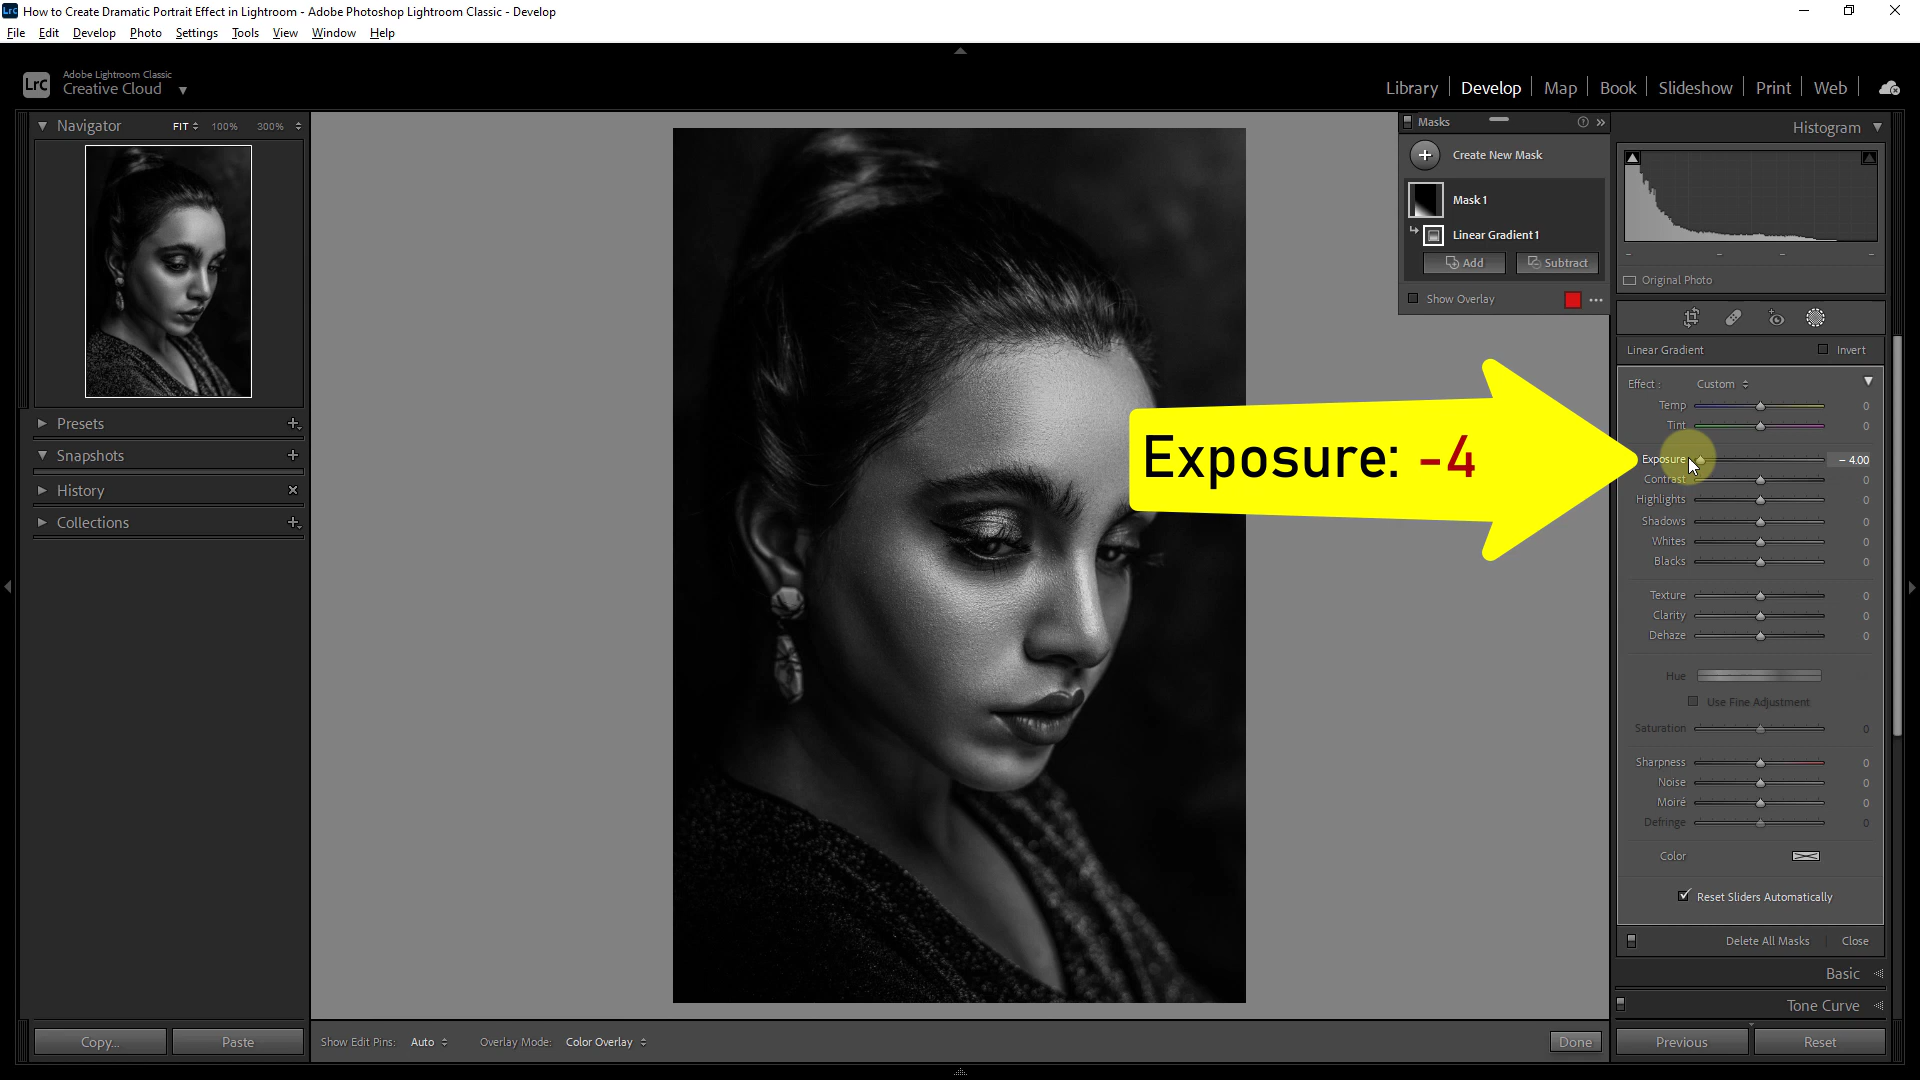 How to Create Dramatic Portrait Effect in Lightroom - Adobe Photoshop Lightroom Classic - Develop
File Edit Develop Photo Settings Tools View Window Help
LrC Adobe Lightroom Classic
Creative Cloud
Library Develop Map Book Slideshow Print Web
Navigator FIT 100% 300%
Presets
Snapshots
History
Collections
Copy... Paste
Masks
Create New Mask
Mask 1
Linear Gradient 1
Add Subtract
Show Overlay
Exposure: -4
Histogram
Original Photo
Linear Gradient Invert
Effect : Custom
Temp 0
Tint 0
Exposure – 4.00
Contrast 0
Highlights 0
Shadows 0
Whites 0
Blacks 0
Texture 0
Clarity 0
Dehaze 0
Hue
Use Fine Adjustment
Saturation 0
Sharpness 0
Noise 0
Moiré 0
Defringe 0
Color
Reset Sliders Automatically
Delete All Masks Close
Basic
Tone Curve
Show Edit Pins: Auto Overlay Mode: Color Overlay Done
Previous Reset